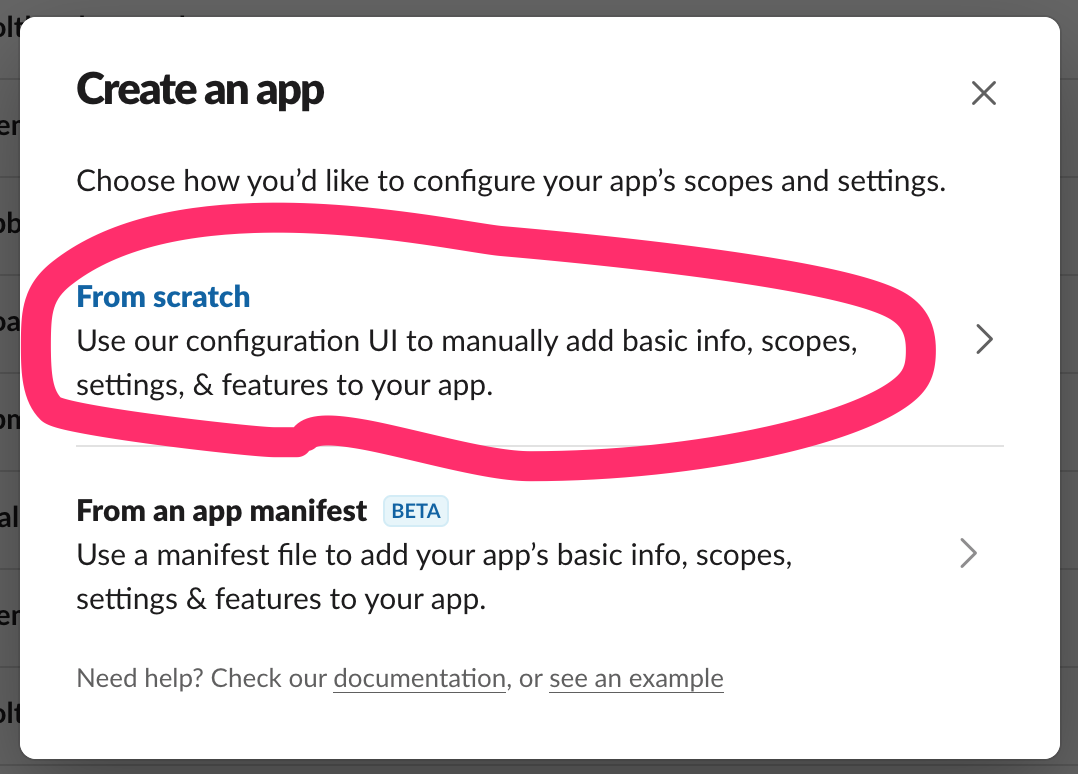 Create an app
Choose how you’d like to configure your app’s scopes and settings.
From scratch
Use our configuration UI to manually add basic info, scopes,
settings, & features to your app.
From an app manifest BETA
Use a manifest file to add your app’s basic info, scopes,
settings & features to your app.
Need help? Check our documentation, or see an example